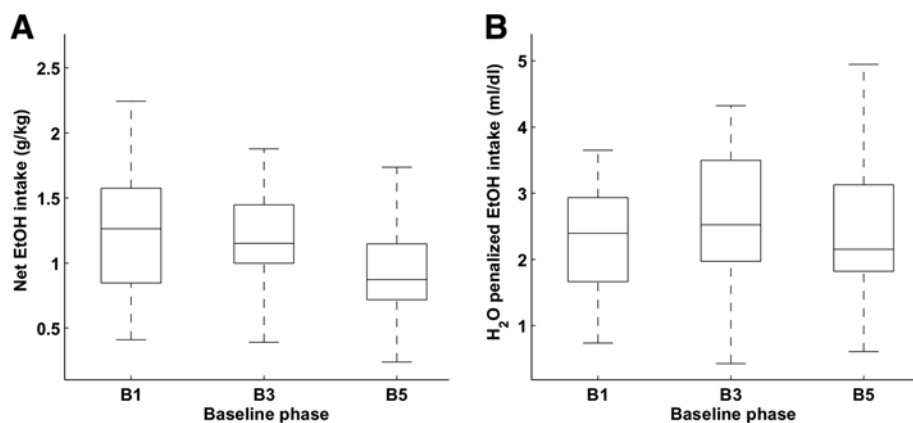 A
Net EtOH intake (g/kg)
2.5
2
1.5
1
0.5
B1
B3
B5
Baseline phase
B
H₂O penalized EtOH intake (ml/dl)
5
4
3
2
1
B1
B3
B5
Baseline phase